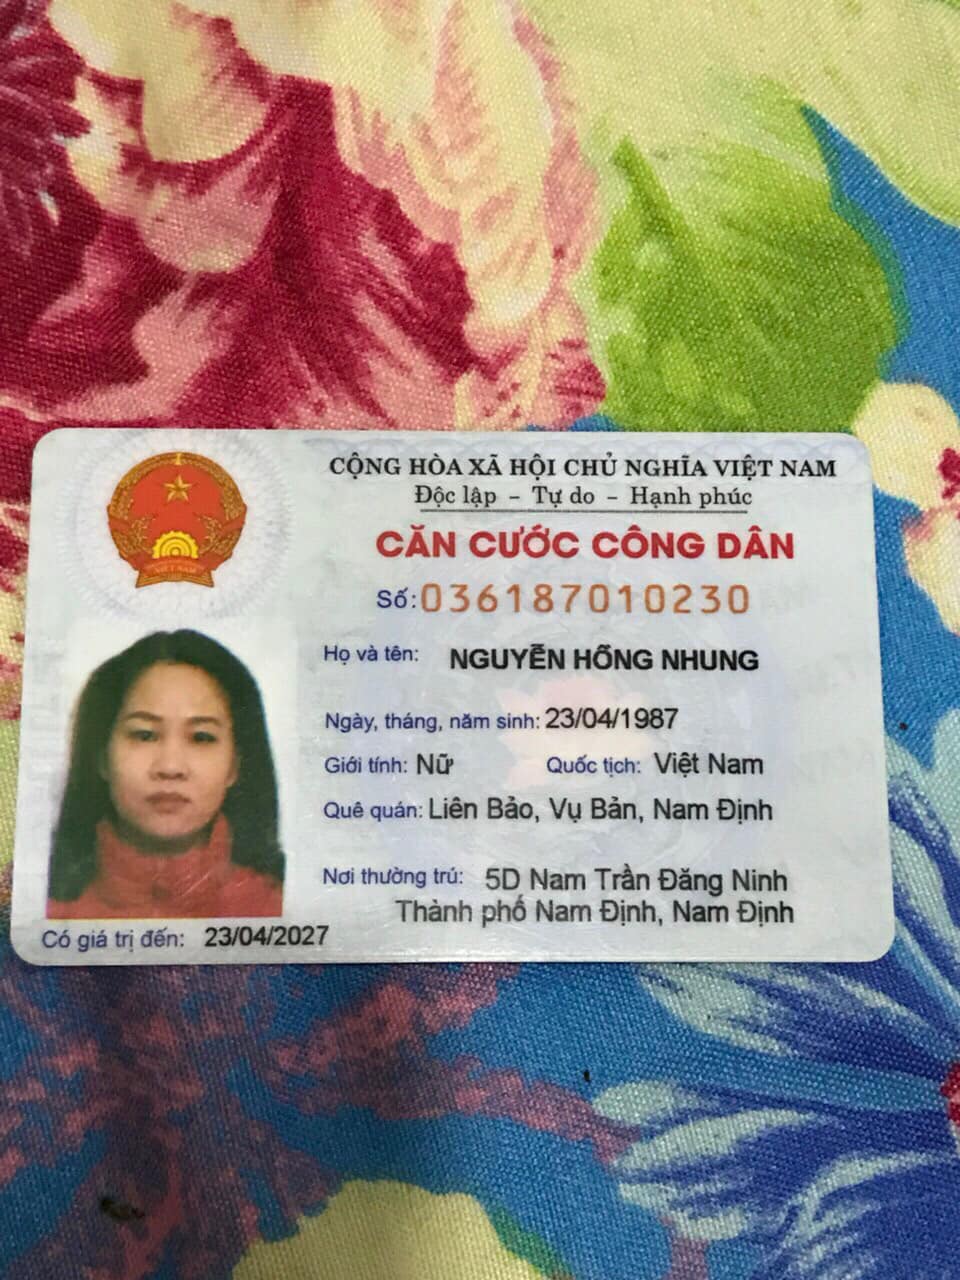 CỘNG HÒA XÃ HỘI CHỦ NGHĨA VIỆT NAM
Độc lập - Tự do - Hạnh phúc
CĂN CƯỚC CÔNG DÂN
Số: 036187010230
Họ và tên: NGUYỄN HỒNG NHUNG
Ngày, tháng, năm sinh: 23/04/1987
Giới tính: Nữ Quốc tịch: Việt Nam
Quê quán: Liên Bảo, Vụ Bản, Nam Định
Nơi thường trú: 5D Nam Trần Đăng Ninh
Thành phố Nam Định, Nam Định
Có giá trị đến: 23/04/2027
VIỆT NAM